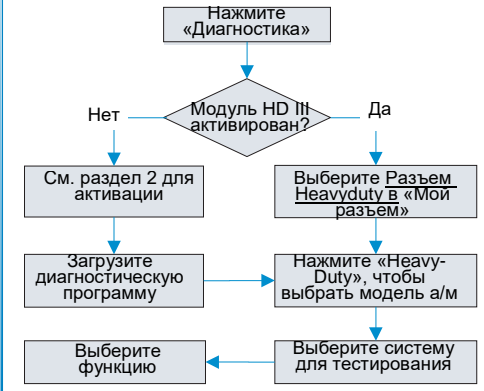 Нажмите
«Диагностика»
Модуль HD III
активирован?
Нет
Да
См. раздел 2 для
активации
Выберите Разъем
Heavyduty в «Мой
разъем»
Загрузите
диагностическую
программу
Нажмите «Heavy-
Duty», чтобы
выбрать модель а/м
Выберите систему
для тестирования
Выберите
функцию